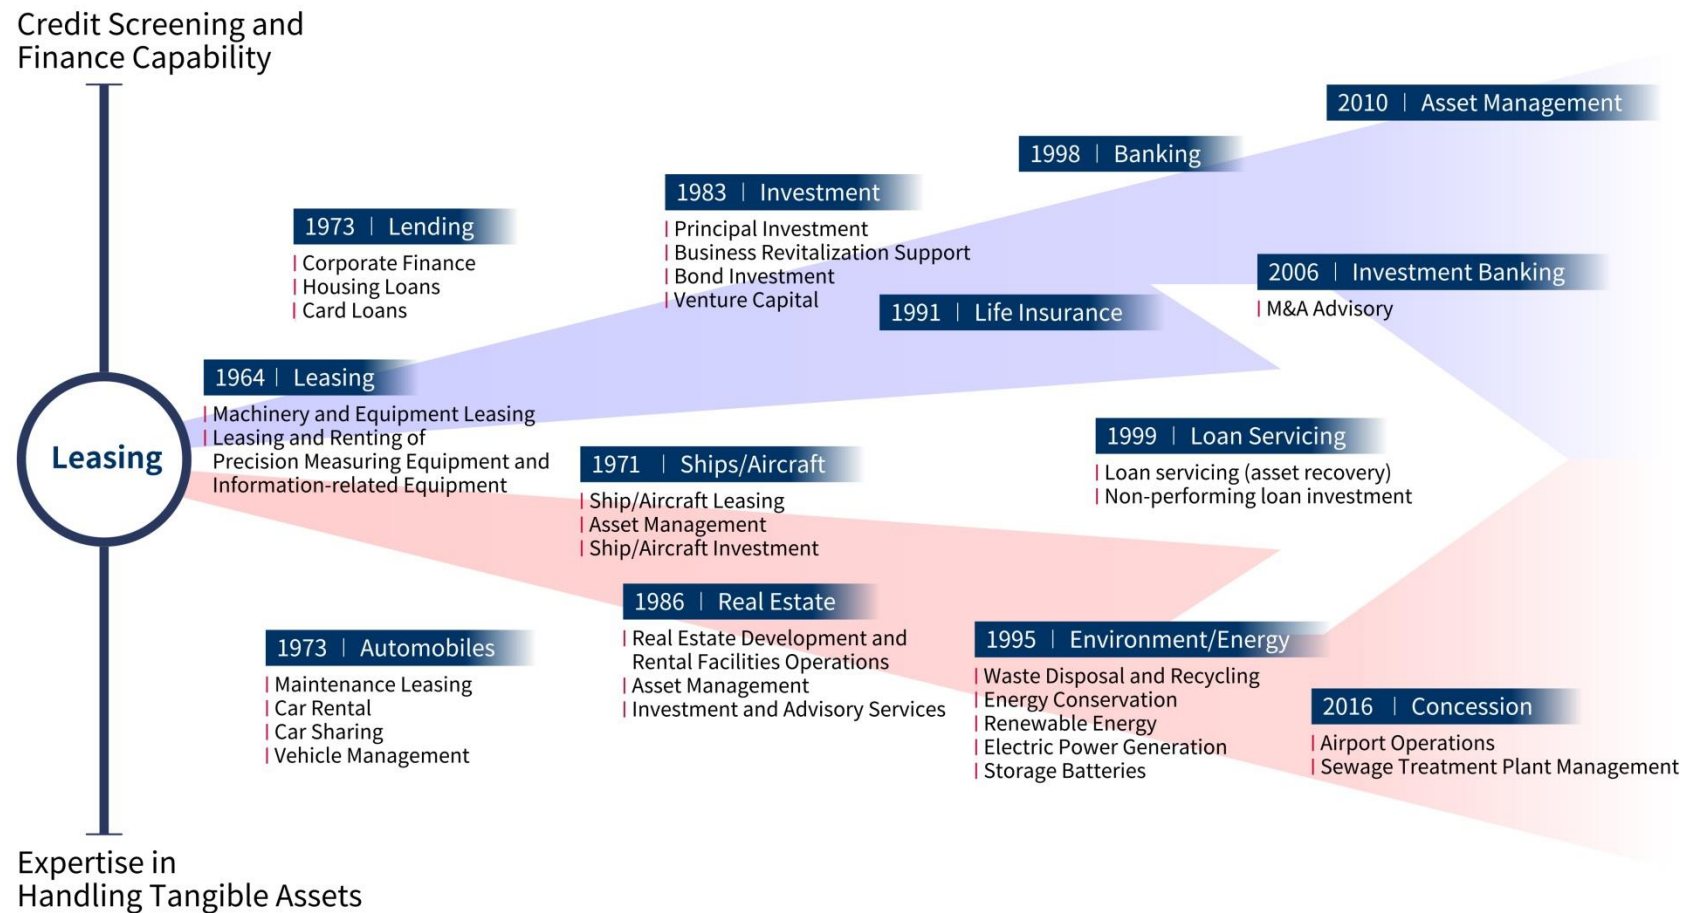 Credit Screening and
Finance Capability
2010 | Asset Management
1998 | Banking
1983 | Investment
Principal Investment
Business Revitalization Support
Bond Investment
Venture Capital
1973 | Lending
Corporate Finance
Housing Loans
Card Loans
2006 | Investment Banking
M&A Advisory
1991 | Life Insurance
1964 | Leasing
Machinery and Equipment Leasing
Leasing and Renting of
Precision Measuring Equipment and
Information-related Equipment
Leasing
1999 | Loan Servicing
Loan servicing (asset recovery)
Non-performing loan investment
1971 | Ships/Aircraft
Ship/Aircraft Leasing
Asset Management
Ship/Aircraft Investment
1986 | Real Estate
Real Estate Development and
Rental Facilities Operations
Asset Management
Investment and Advisory Services
1973 | Automobiles
Maintenance Leasing
Car Rental
Car Sharing
Vehicle Management
1995 | Environment/Energy
Waste Disposal and Recycling
Energy Conservation
Renewable Energy
Electric Power Generation
Storage Batteries
2016 | Concession
Airport Operations
Sewage Treatment Plant Management
Expertise in
Handling Tangible Assets